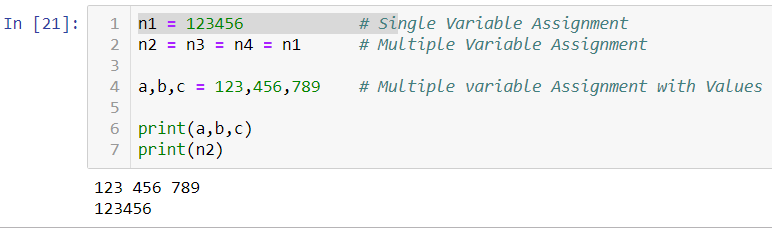 In [21]:
1 n1 = 123456 # Single Variable Assignment
2 n2 = n3 = n4 = n1 # Multiple Variable Assignment
3
4 a,b,c = 123,456,789 # Multiple variable Assignment with Values
5
6 print(a,b,c)
7 print(n2)
123 456 789
123456